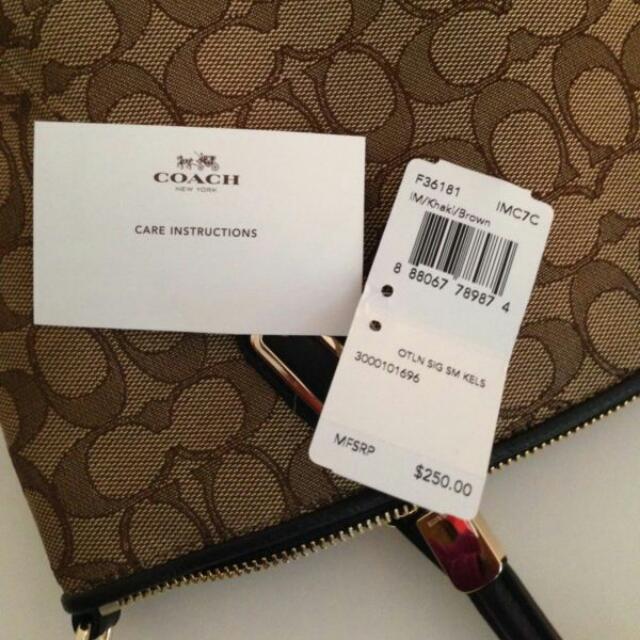 COACH
NEW YORK
CARE INSTRUCTIONS
F36181 IMC7C
IM/Khaki/Brown
8 88067 78987 4
OTLN SIG SM KELS
3000101696
MFSRP $250.00